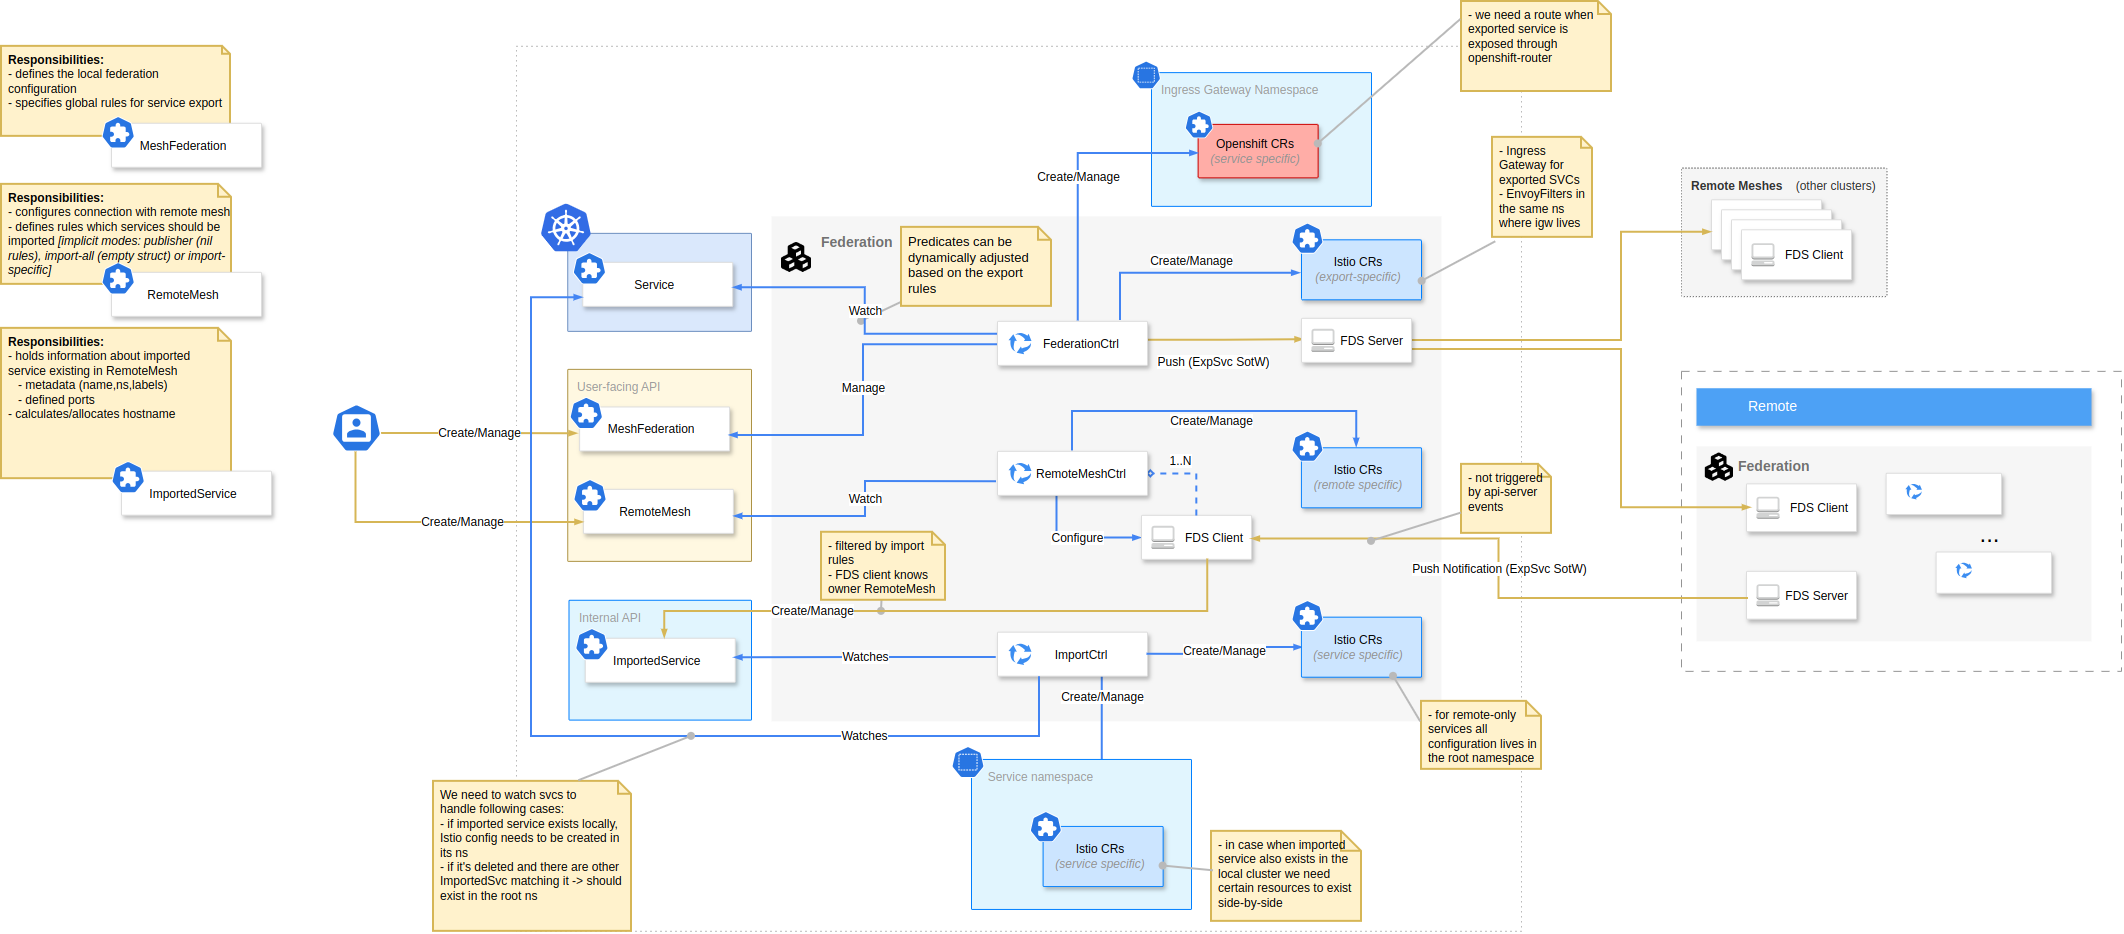 Responsibilities:
- defines the local federation
configuration
- specifies global rules for service export
MeshFederation
Responsibilities:
- configures connection with remote mesh
- defines rules which services should be
imported [implicit modes: publisher (nil
rules), import-all (empty struct) or import-
specific]
RemoteMesh
Responsibilities:
- holds information about imported
service existing in RemoteMesh
- metadata (name,ns,labels)
- defined ports
- calculates/allocates hostname
ImportedService
Create/Manage
Create/Manage
Service
User-facing API
MeshFederation
RemoteMesh
Internal API
ImportedService
We need to watch svcs to
handle following cases:
- if imported service exists locally,
Istio config needs to be created in
its ns
- if it's deleted and there are other
ImportedSvc matching it -> should
exist in the root ns
Federation
Predicates can be
dynamically adjusted
based on the export
rules
Watch
Manage
Watch
- filtered by import
rules
- FDS client knows
owner RemoteMesh
Create/Manage
Watches
Watches
Ingress Gateway Namespace
Openshift CRs
(service specific)
Create/Manage
Create/Manage
Istio CRs
(export-specific)
FederationCtrl
Push (ExpSvc SotW)
FDS Server
Create/Manage
RemoteMeshCtrl
1..N
Istio CRs
(remote specific)
Configure
FDS Client
ImportCtrl
Create/Manage
Istio CRs
(service specific)
Create/Manage
Service namespace
Istio CRs
(service specific)
- in case when imported
service also exists in the
local cluster we need
certain resources to exist
side-by-side
- for remote-only
services all
configuration lives in
the root namespace
- we need a route when
exported service is
exposed through
openshift-router
- Ingress
Gateway for
exported SVCs
- EnvoyFilters in
the same ns
where igw lives
- not triggered
by api-server
events
Push Notification (ExpSvc SotW)
Remote Meshes (other clusters)
FDS Client
Remote
Federation
FDS Client
...
FDS Server